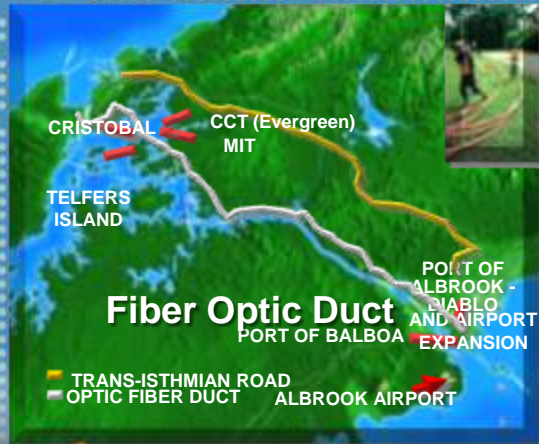 CRISTOBAL
CCT (Evergreen)
MIT
TELFERS
ISLAND
PORT OF
ALBROOK -
DIABLO
AND AIRPORT
EXPANSION
Fiber Optic Duct
PORT OF BALBOA
TRANS-ISTHMIAN ROAD
OPTIC FIBER DUCT
ALBROOK AIRPORT